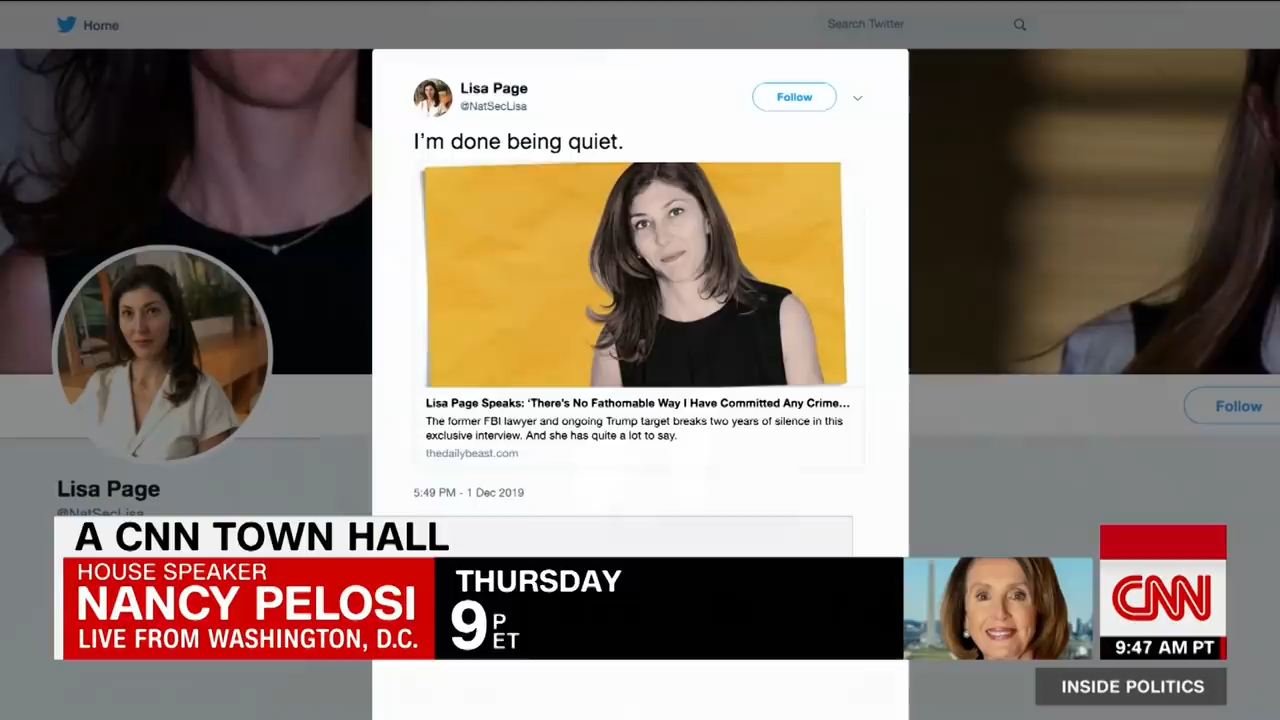 Home
Search Twitter
Lisa Page
@NatSecLisa
Follow
I'm done being quiet.
Lisa Page Speaks: 'There's No Fathomable Way I Have Committed Any Crime...
The former FBI lawyer and ongoing Trump target breaks two years of silence in this
exclusive interview. And she has quite a lot to say.
thedailybeast.com
5:49 PM - 1 Dec 2019
Follow
Lisa Page
@NatSecLisa
A CNN TOWN HALL
HOUSE SPEAKER
NANCY PELOSI
LIVE FROM WASHINGTON, D.C.
THURSDAY
9 P
ET
CNN
9:47 AM PT
INSIDE POLITICS